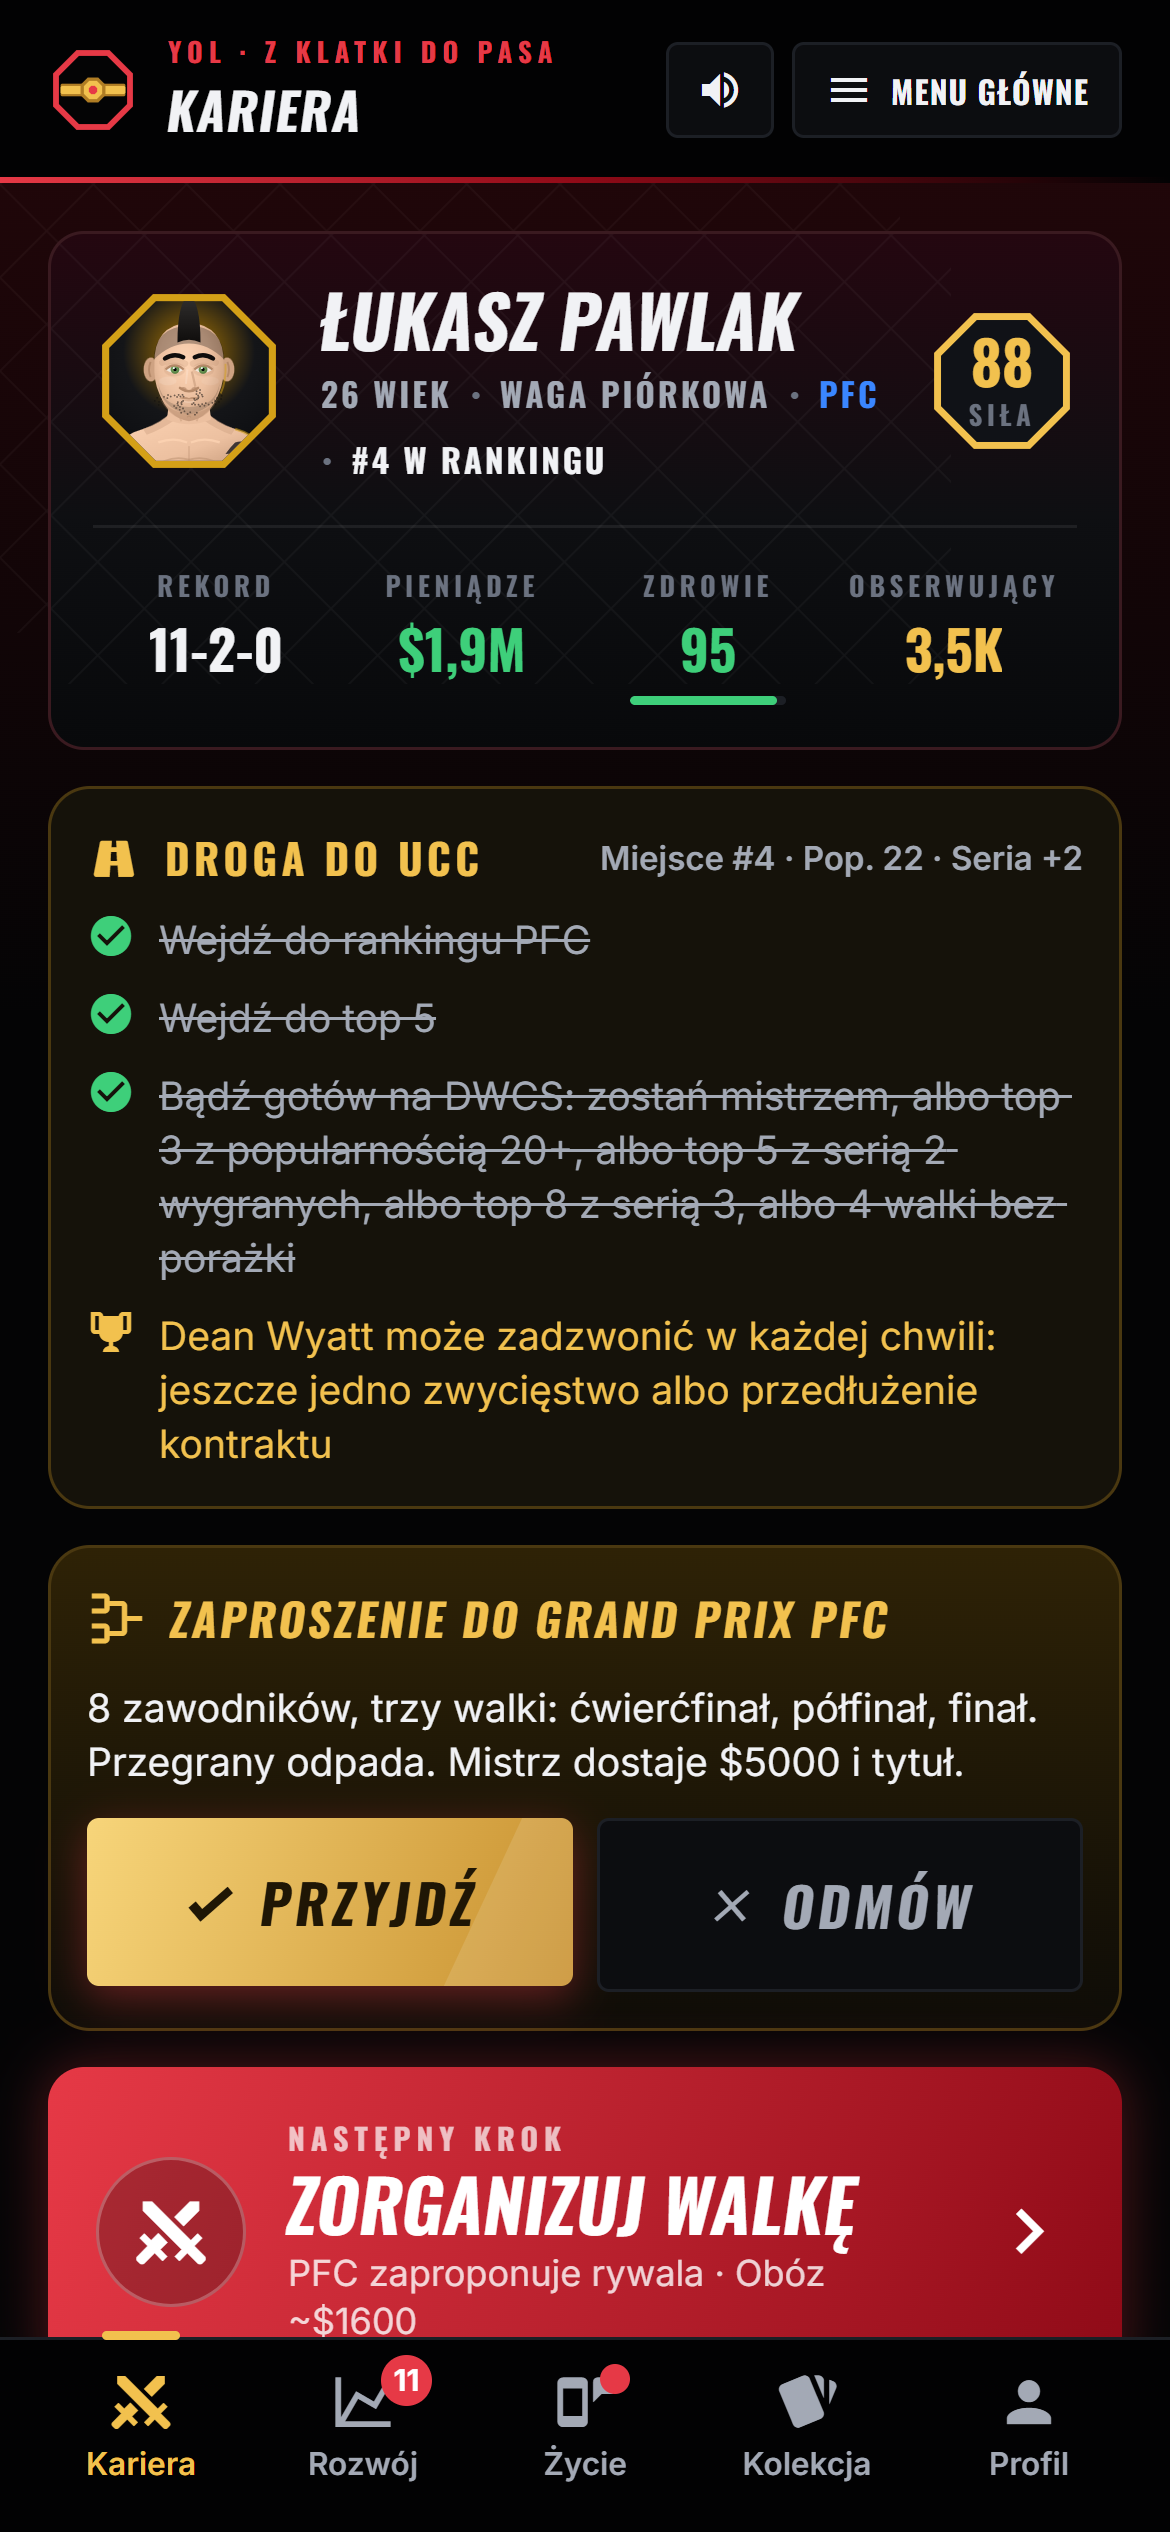 YOL · Z KLATKI DO PASA
KARIERA
MENU GŁÓWNE
ŁUKASZ PAWLAK
26 WIEK · WAGA PIÓRKOWA · PFC
· #4 W RANKINGU
88
SIŁA
REKORD
11-2-0
PIENIĄDZE
$1,9M
ZDROWIE
95
OBSERWUJĄCY
3,5K
DROGA DO UCC
Miejsce #4 · Pop. 22 · Seria +2
Wejdź do rankingu PFC
Wejdź do top 5
Bądź gotów na DWCS: zostań mistrzem, albo top
3 z popularnością 20+, albo top 5 z serią 2
wygranych, albo top 8 z serią 3, albo 4 walki bez
porażki
Dean Wyatt może zadzwonić w każdej chwili:
jeszcze jedno zwycięstwo albo przedłużenie
kontraktu
ZAPROSZENIE DO GRAND PRIX PFC
8 zawodników, trzy walki: ćwierćfinał, półfinał, finał.
Przegrany odpada. Mistrz dostaje $5000 i tytuł.
PRZYJDŹ
ODMÓW
NASTĘPNY KROK
ZORGANIZUJ WALKĘ
PFC zaproponuje rywala · Obóz
~$1600
Kariera
11
Rozwój
Życie
Kolekcja
Profil